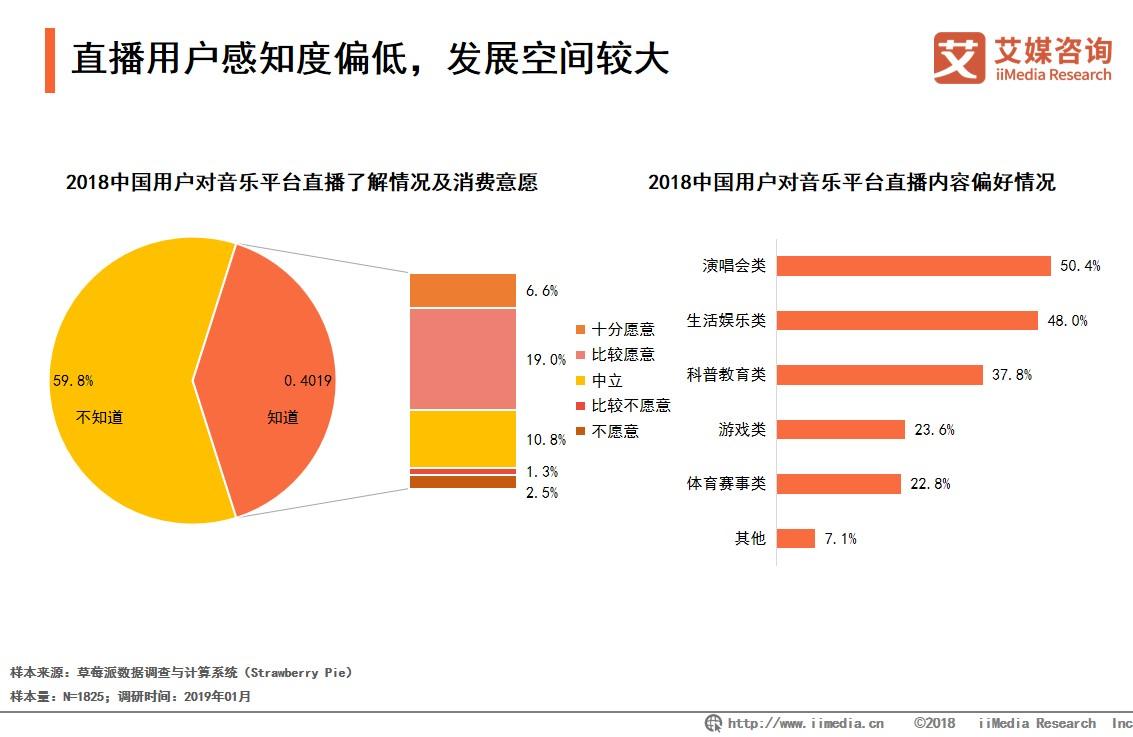 直播用户感知度偏低，发展空间较大
艾媒咨询
iiMedia Research
2018中国用户对音乐平台直播了解情况及消费意愿
59.8%
不知道
0.4019
知道
6.6%
19.0%
10.8%
1.3%
2.5%
十分愿意
比较愿意
中立
比较不愿意
不愿意
2018中国用户对音乐平台直播内容偏好情况
演唱会类 50.4%
生活娱乐类 48.0%
科普教育类 37.8%
游戏类 23.6%
体育赛事类 22.8%
其他 7.1%
样本来源：草莓派数据调查与计算系统（Strawberry Pie）
样本量：N=1825；调研时间：2019年01月
http://www.iimedia.cn ©2018 iiMedia Research Inc